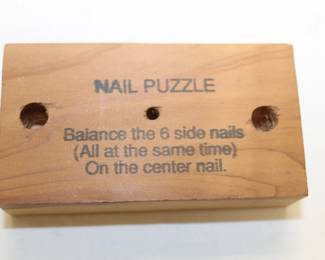 NAIL PUZZLE
Balance the 6 side nails
(All at the same time)
On the center nail.